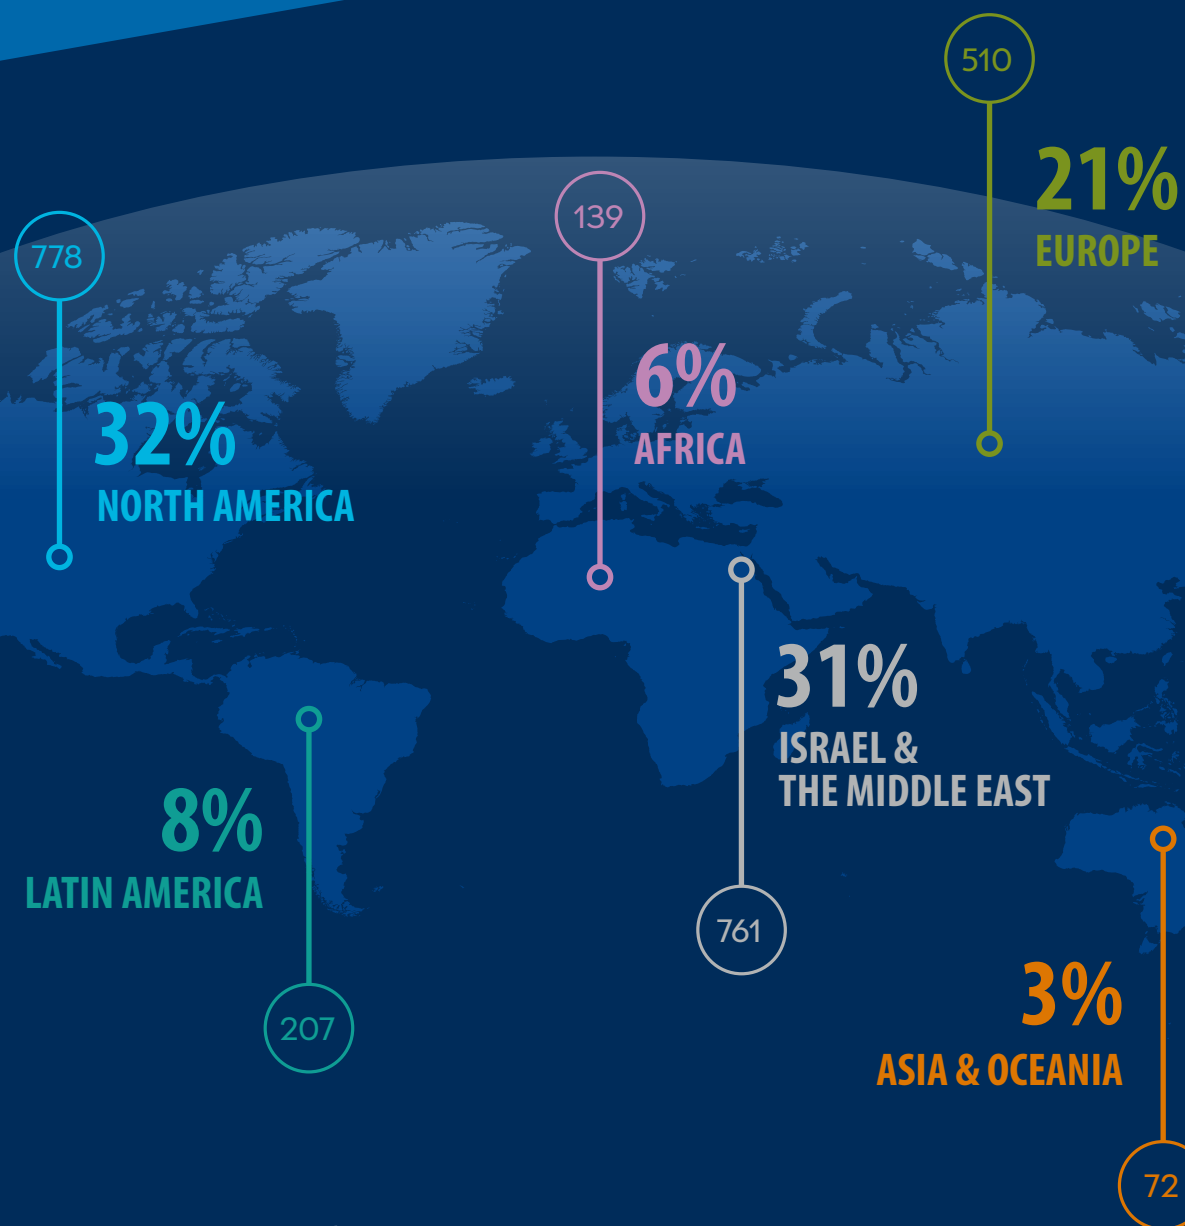 510
21%
EUROPE
139
778
6%
AFRICA
32%
NORTH AMERICA
31%
ISRAEL &
THE MIDDLE EAST
761
8%
LATIN AMERICA
207
3%
ASIA & OCEANIA
72